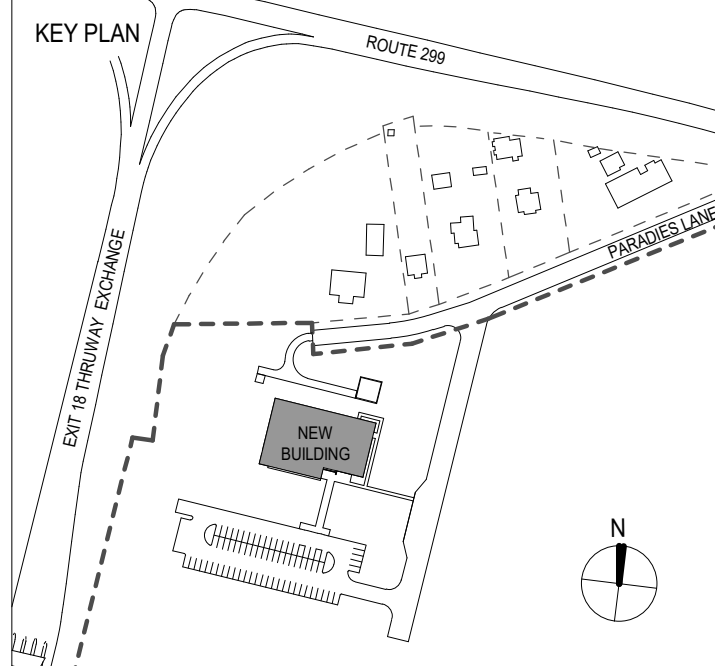 KEY PLAN
ROUTE 299
PARADIES LANE
EXIT 18 THRUWAY EXCHANGE
NEW
BUILDING
N